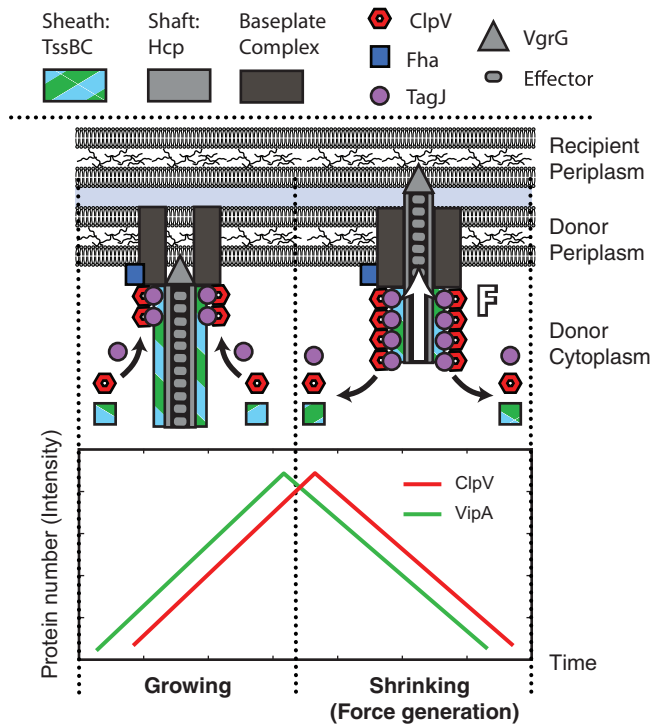 Sheath:
TssBC
Shaft:
Hcp
Baseplate
Complex
ClpV
Fha
TagJ
VgrG
Effector
Recipient
Periplasm
Donor
Periplasm
F
Donor
Cytoplasm
Protein number (Intensity)
ClpV
VipA
Time
Growing
Shrinking
(Force generation)